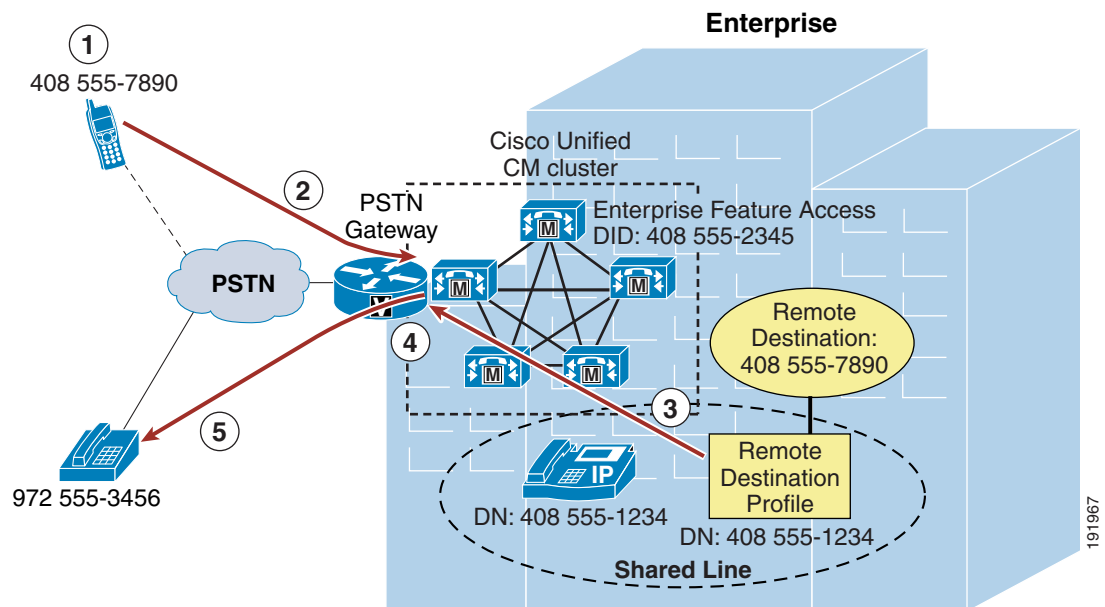 Enterprise
1
408 555-7890
Cisco Unified
CM cluster
2
PSTN
Gateway
Enterprise Feature Access
DID: 408 555-2345
M
M
M
M
M
PSTN
V
Remote
Destination:
408 555-7890
4
3
5
IP
Remote
Destination
Profile
972 555-3456
DN: 408 555-1234
DN: 408 555-1234
Shared Line
191967